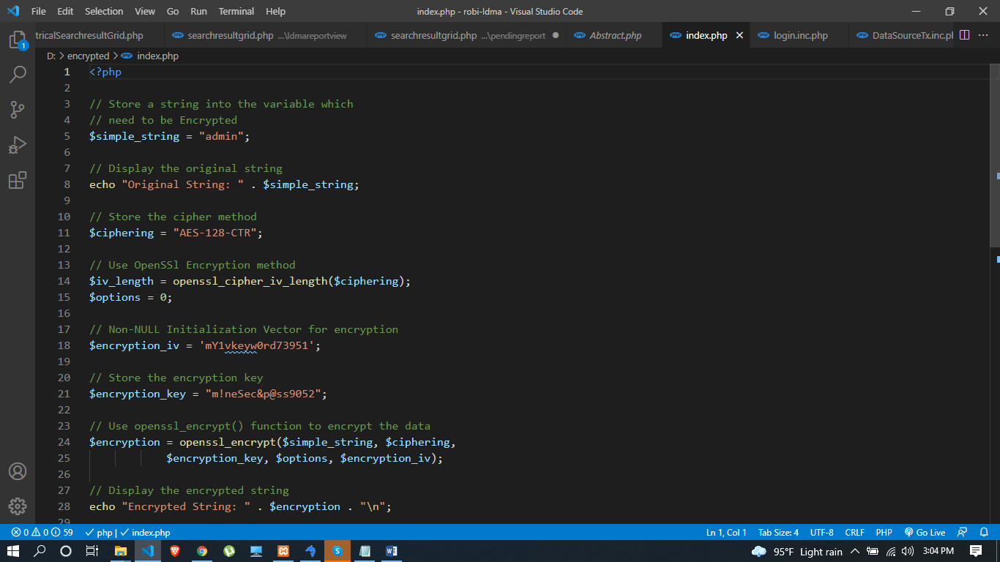 File Edit Selection View Go Run Terminal Help index.php - robi-ldma - Visual Studio Code
tricalSearchresultGrid.php searchresultgrid.php ...\ldmareportview searchresultgrid.php ...\pendingreport Abstract.php index.php login.inc.php DataSourceTx.inc.pl
D: > encrypted > index.php
1 <?php
2
3 // Store a string into the variable which
4 // need to be Encrypted
5 $simple_string = "admin";
6
7 // Display the original string
8 echo "Original String: " . $simple_string;
9
10 // Store the cipher method
11 $ciphering = "AES-128-CTR";
12
13 // Use OpenSSl Encryption method
14 $iv_length = openssl_cipher_iv_length($ciphering);
15 $options = 0;
16
17 // Non-NULL Initialization Vector for encryption
18 $encryption_iv = 'mY1vkeyw0rd73951';
19
20 // Store the encryption key
21 $encryption_key = "m!neSec&p@ss9052";
22
23 // Use openssl_encrypt() function to encrypt the data
24 $encryption = openssl_encrypt($simple_string, $ciphering,
25 $encryption_key, $options, $encryption_iv);
26
27 // Display the encrypted string
28 echo "Encrypted String: " . $encryption . "\n";
29
0 0 59 php | index.php Ln 1, Col 1 Tab Size: 4 UTF-8 CRLF PHP Go Live
95°F Light rain 3:04 PM